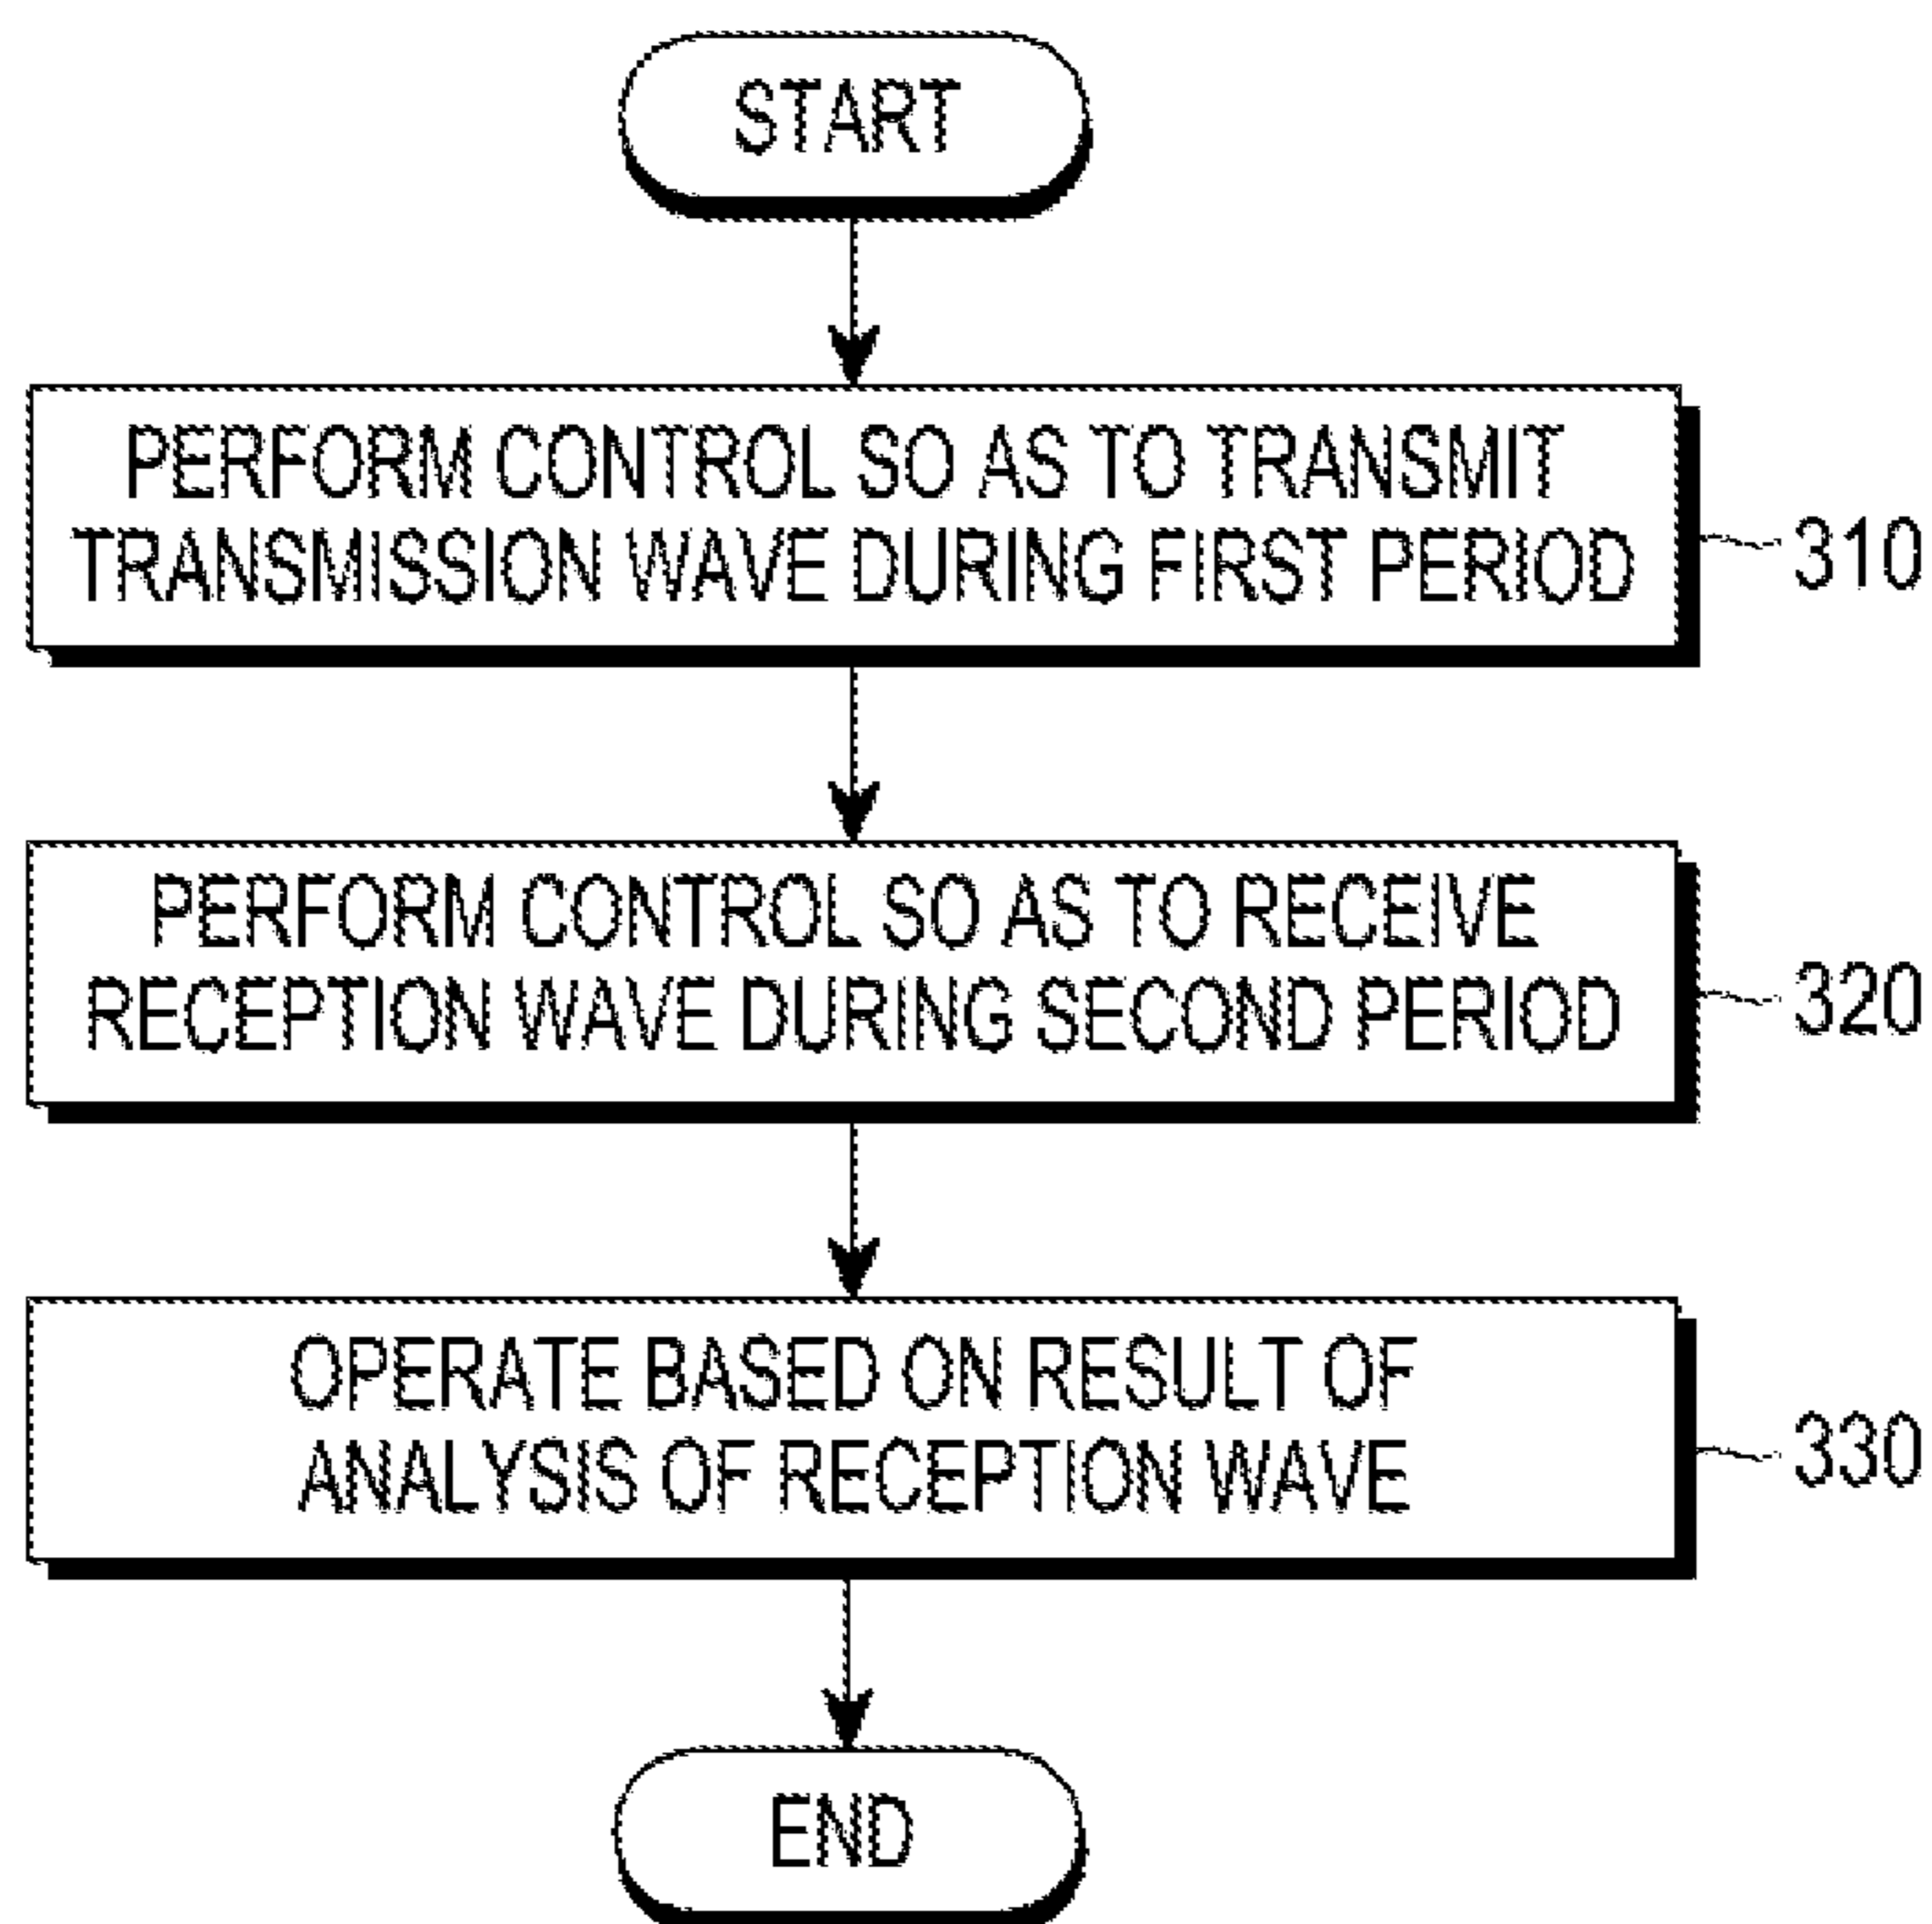 START
PERFORM CONTROL SO AS TO TRANSMIT
TRANSMISSION WAVE DURING FIRST PERIOD
310
PERFORM CONTROL SO AS TO RECEIVE
RECEPTION WAVE DURING SECOND PERIOD
320
OPERATE BASED ON RESULT OF
ANALYSIS OF RECEPTION WAVE
330
END